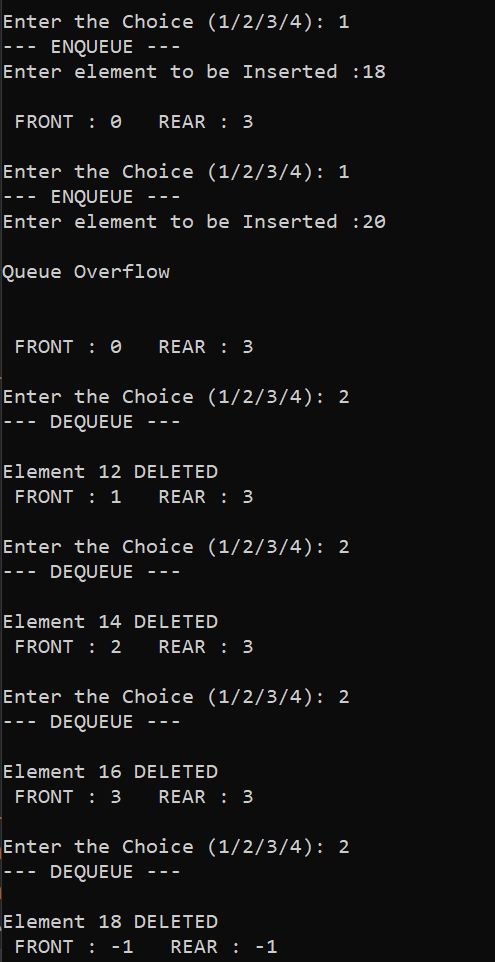 Enter the Choice (1/2/3/4): 1
--- ENQUEUE ---
Enter element to be Inserted :18
FRONT : 0   REAR : 3
Enter the Choice (1/2/3/4): 1
--- ENQUEUE ---
Enter element to be Inserted :20
Queue Overflow
FRONT : 0   REAR : 3
Enter the Choice (1/2/3/4): 2
--- DEQUEUE ---
Element 12 DELETED
FRONT : 1   REAR : 3
Enter the Choice (1/2/3/4): 2
--- DEQUEUE ---
Element 14 DELETED
FRONT : 2   REAR : 3
Enter the Choice (1/2/3/4): 2
--- DEQUEUE ---
Element 16 DELETED
FRONT : 3   REAR : 3
Enter the Choice (1/2/3/4): 2
--- DEQUEUE ---
Element 18 DELETED
FRONT : -1   REAR : -1